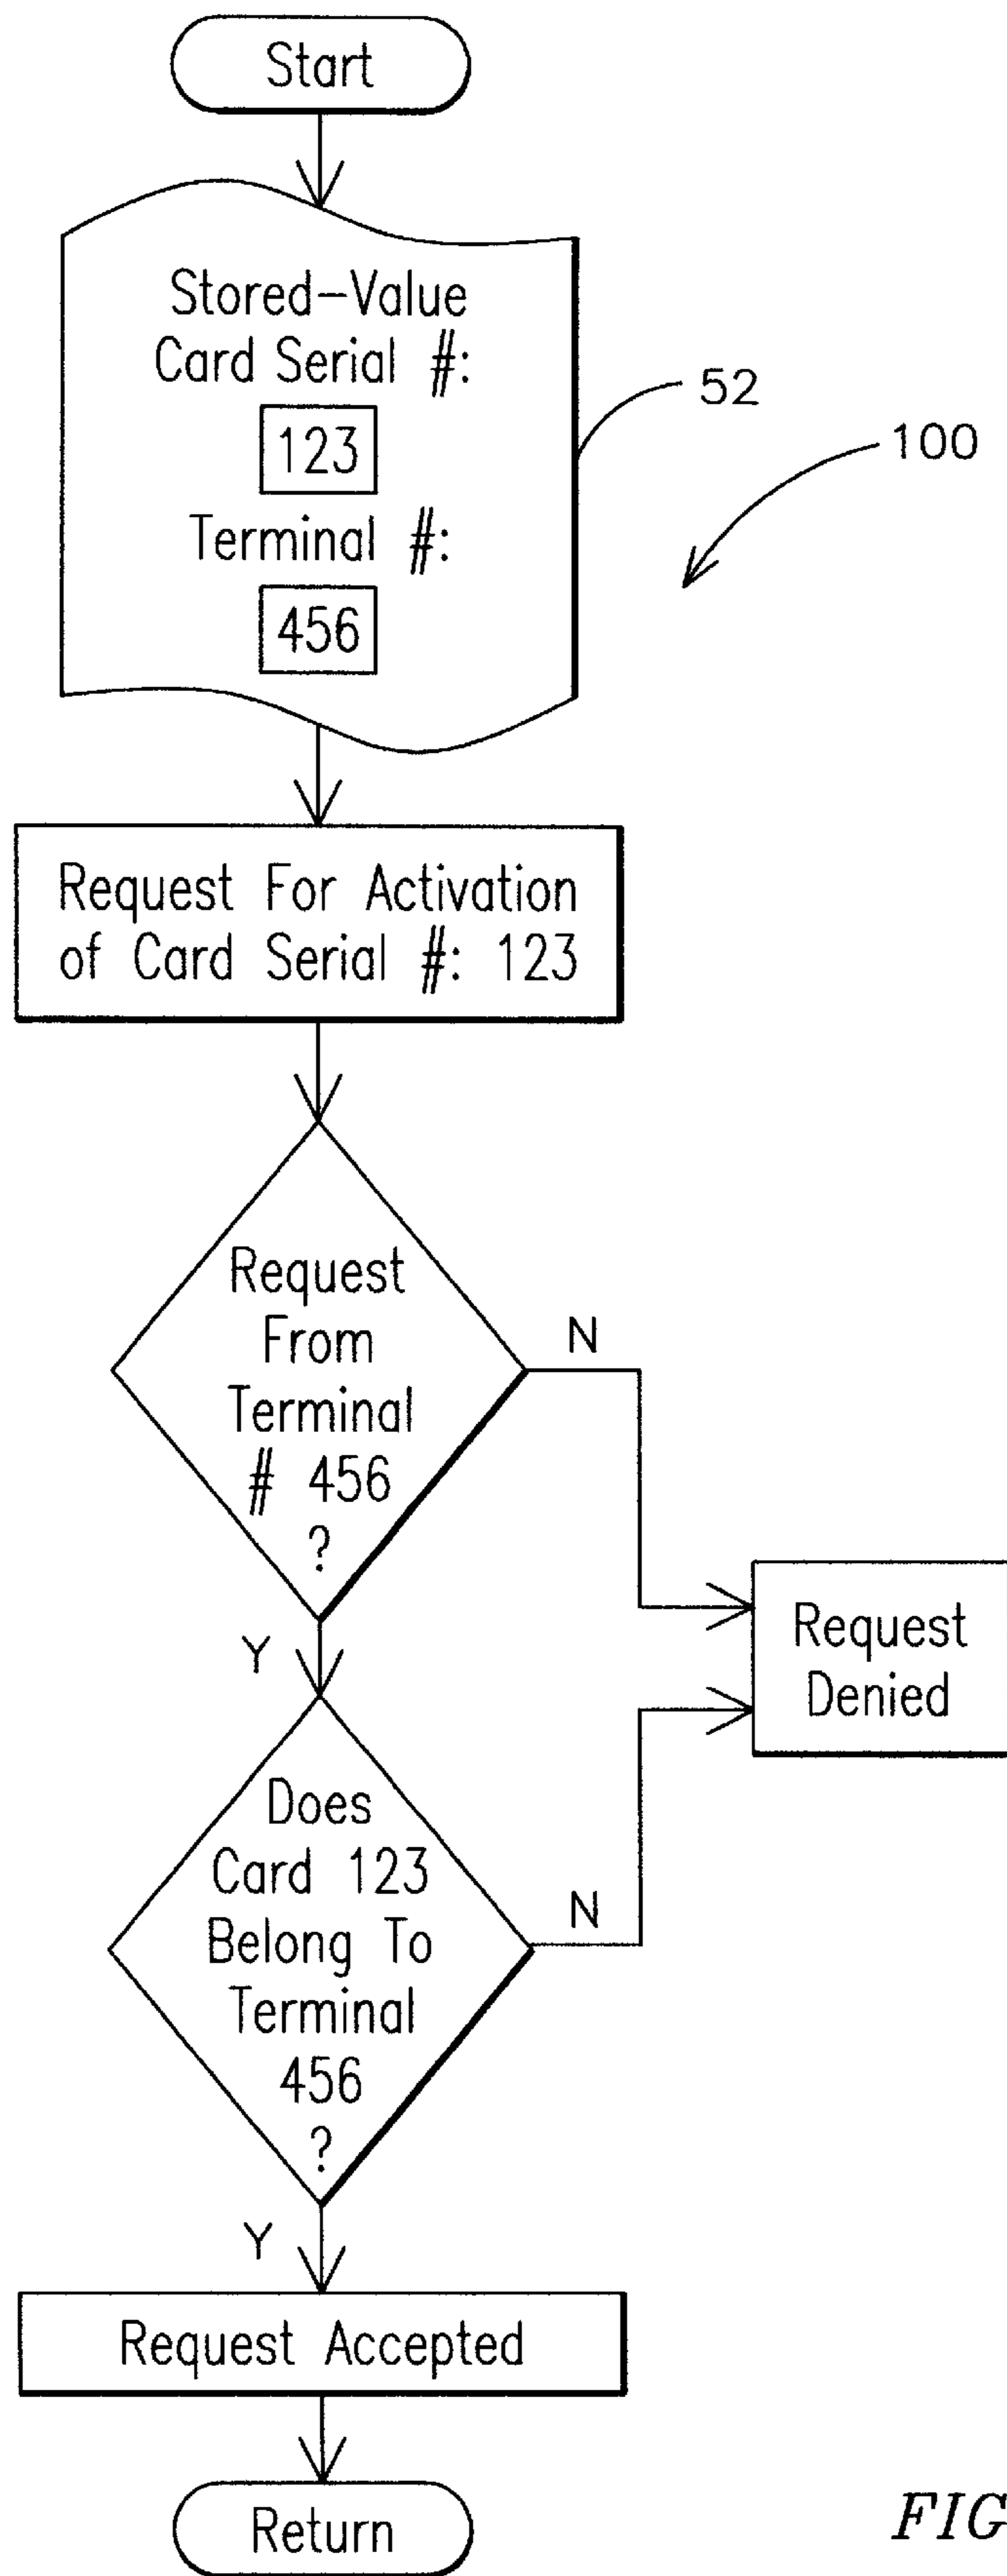 Start
Stored-Value
Card Serial #:
123
Terminal #:
456
52
100
Request For Activation
of Card Serial #: 123
Request
From
Terminal
# 456
?
N
Y
Request
Denied
Does
Card 123
Belong To
Terminal
456
?
N
Y
Request Accepted
Return
FIG